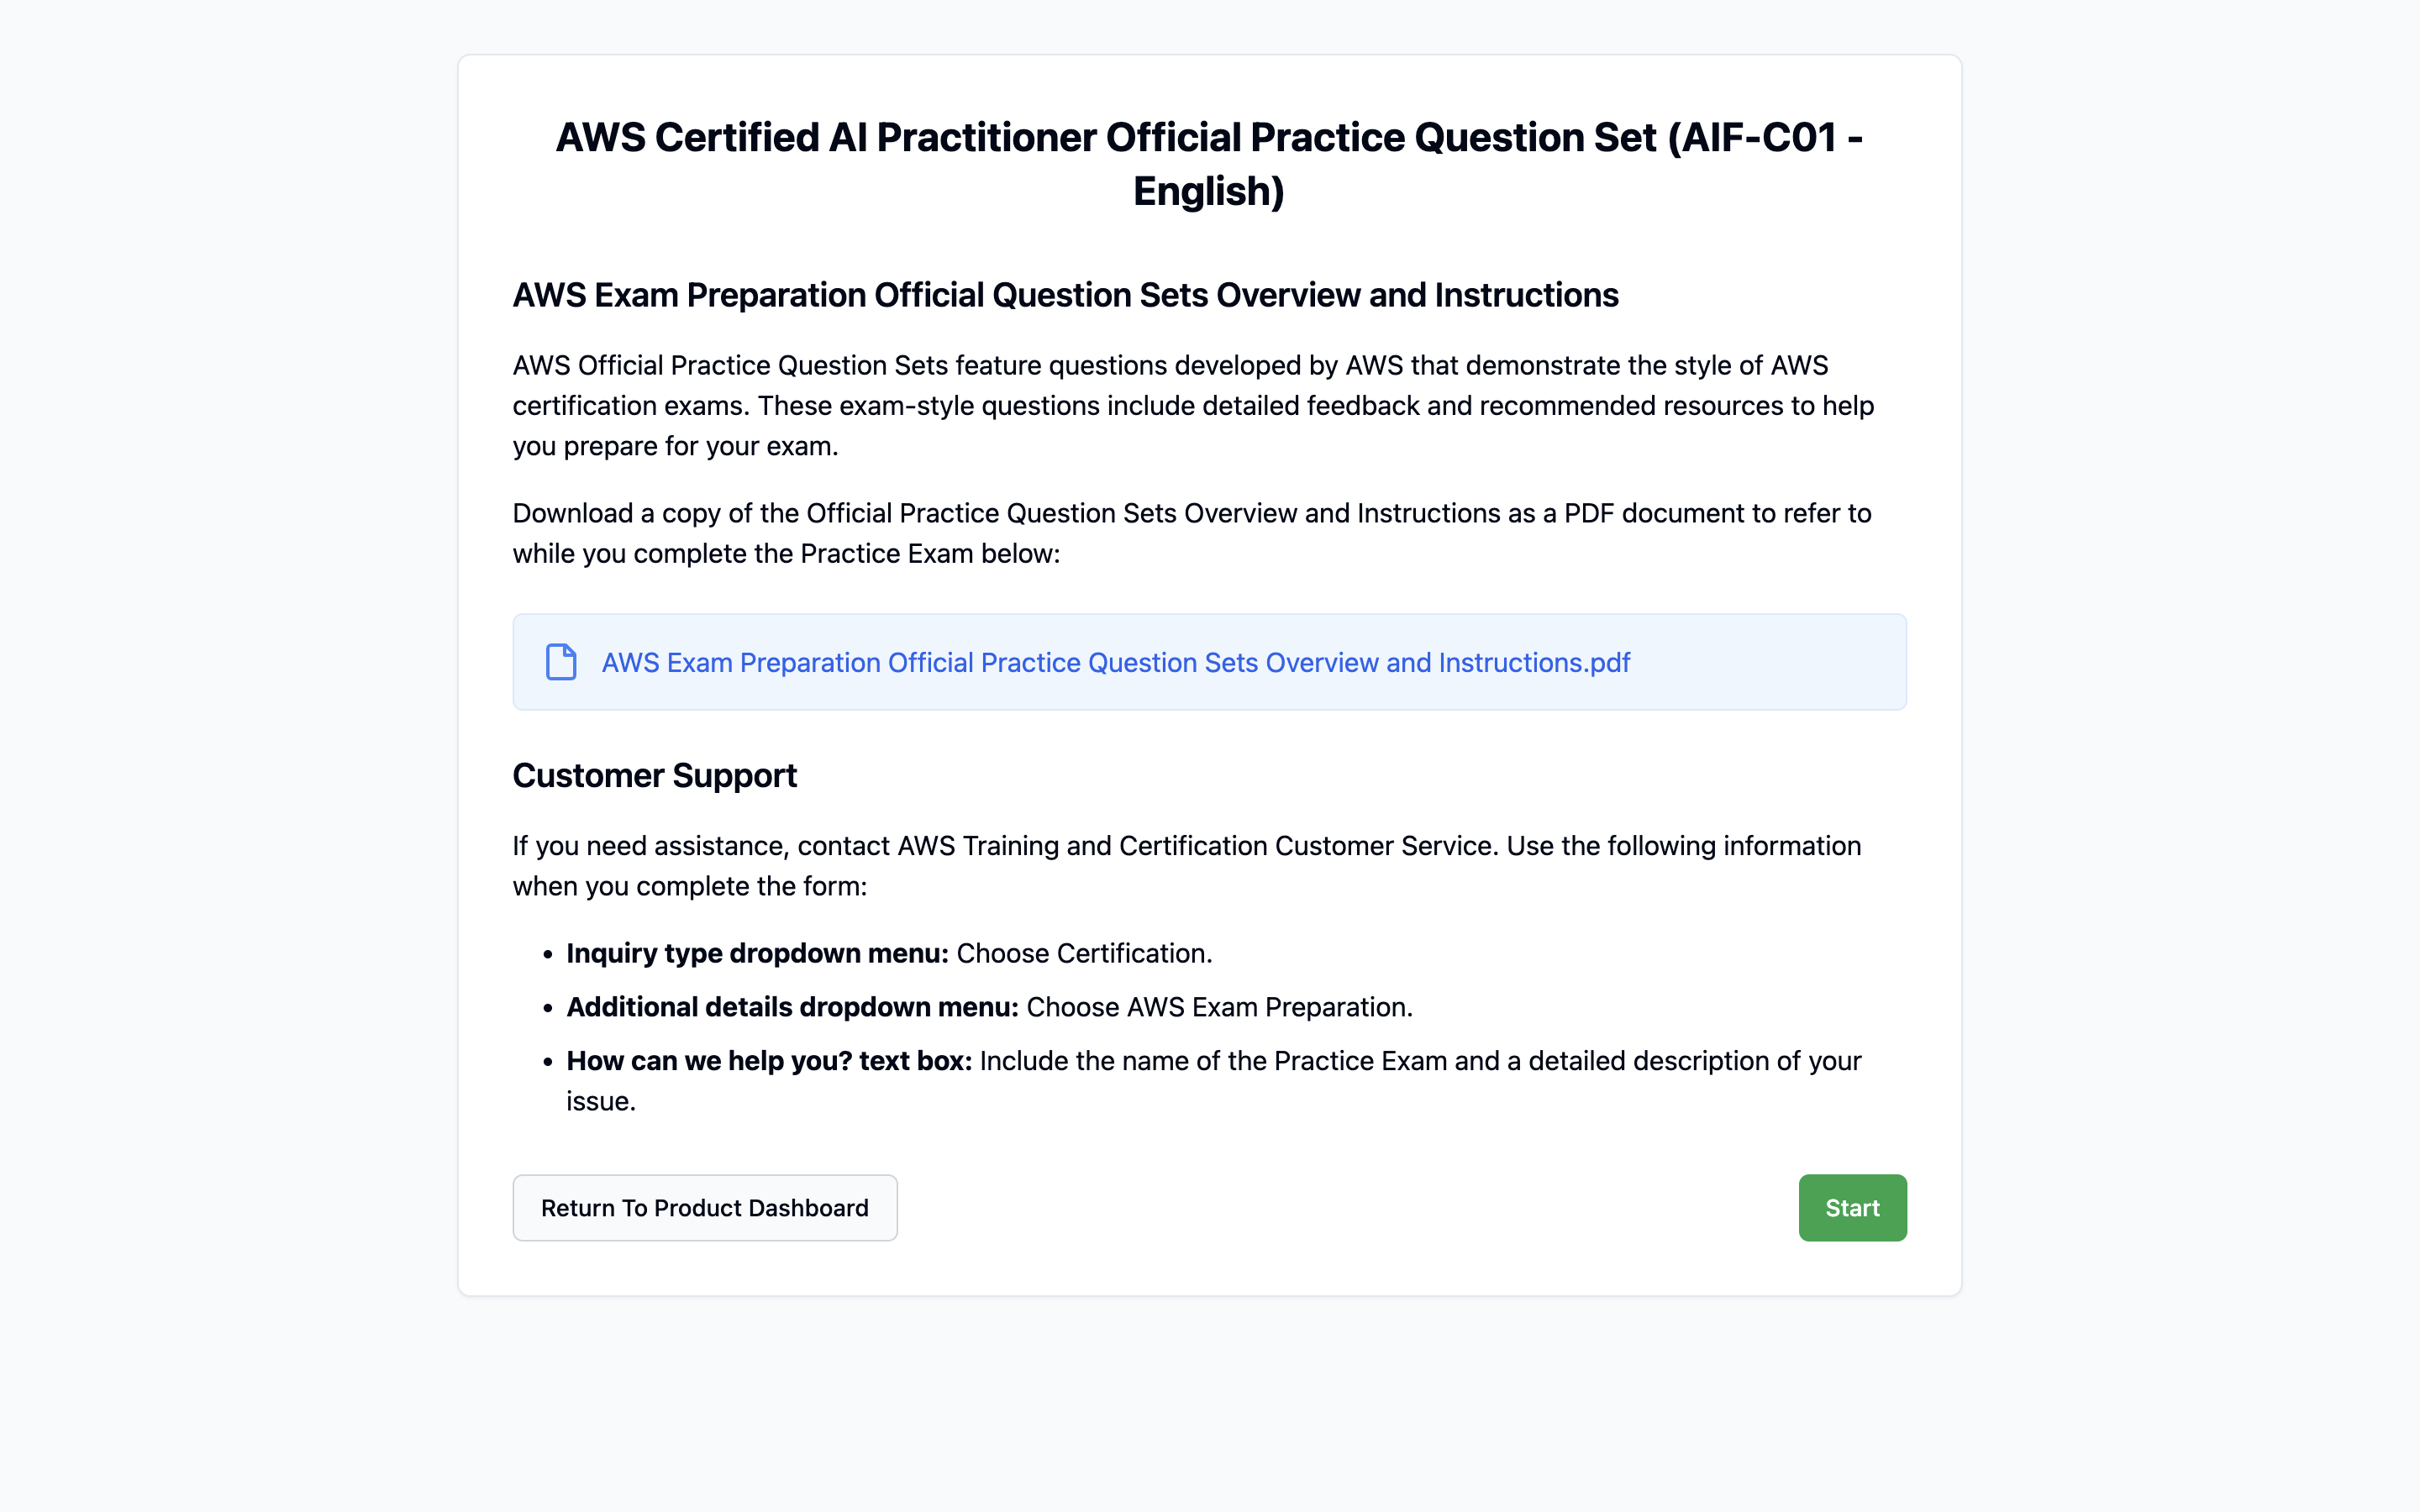 AWS Certified AI Practitioner Official Practice Question Set (AIF-C01 -
English)
AWS Exam Preparation Official Question Sets Overview and Instructions
AWS Official Practice Question Sets feature questions developed by AWS that demonstrate the style of AWS
certification exams. These exam-style questions include detailed feedback and recommended resources to help
you prepare for your exam.
Download a copy of the Official Practice Question Sets Overview and Instructions as a PDF document to refer to
while you complete the Practice Exam below:
AWS Exam Preparation Official Practice Question Sets Overview and Instructions.pdf
Customer Support
If you need assistance, contact AWS Training and Certification Customer Service. Use the following information
when you complete the form:
• Inquiry type dropdown menu: Choose Certification.
• Additional details dropdown menu: Choose AWS Exam Preparation.
• How can we help you? text box: Include the name of the Practice Exam and a detailed description of your
issue.
Return To Product Dashboard
Start